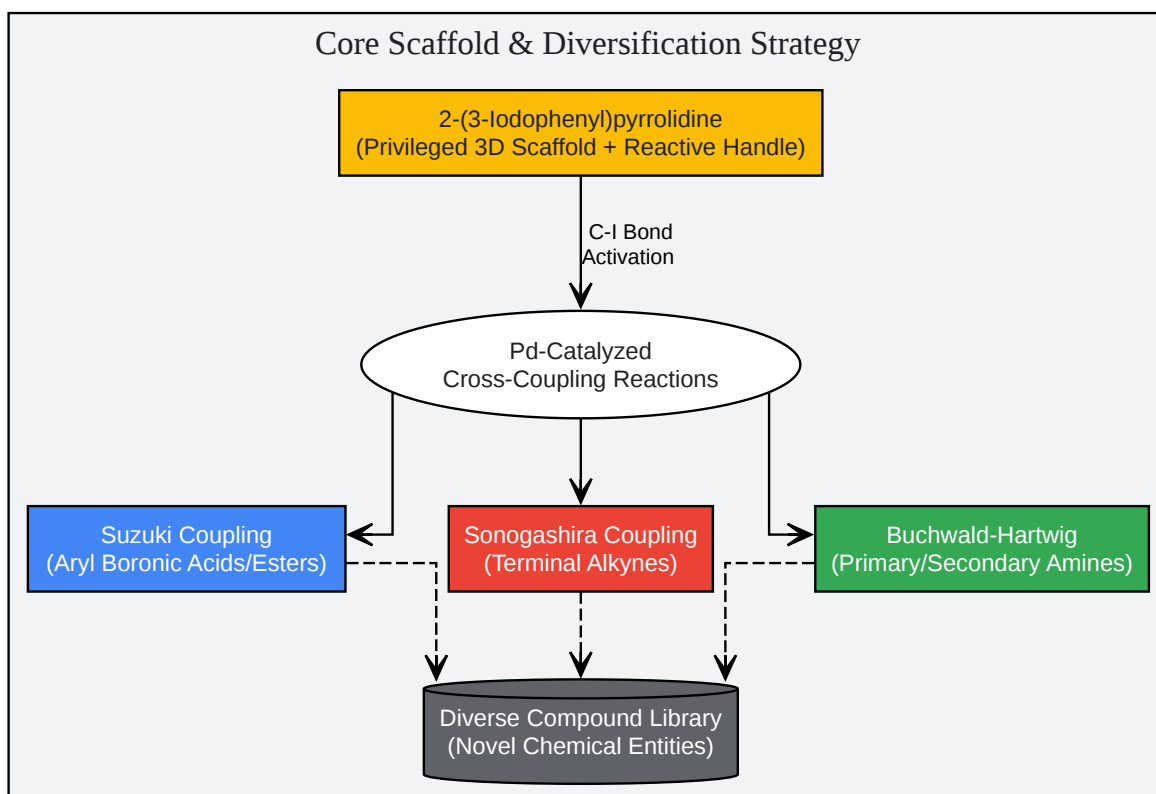 Core Scaffold & Diversification Strategy
2-(3-Iodophenyl)pyrrolidine
(Privileged 3D Scaffold + Reactive Handle)
C-I Bond
Activation
Pd-Catalyzed
Cross-Coupling Reactions
Suzuki Coupling
(Aryl Boronic Acids/Esters)
Sonogashira Coupling
(Terminal Alkynes)
Buchwald-Hartwig
(Primary/Secondary Amines)
Diverse Compound Library
(Novel Chemical Entities)